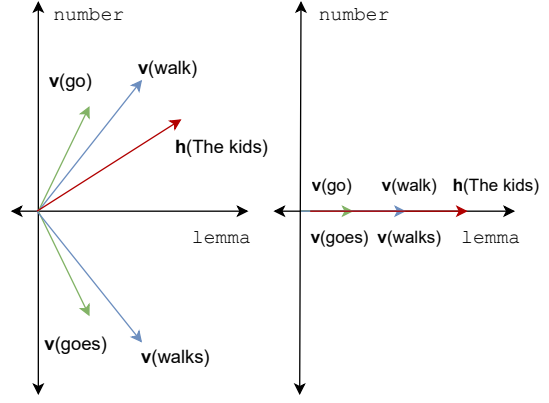 number
v(go)
v(walk)
h(The kids)
lemma
v(goes)
v(walks)
number
v(go)
v(walk)
h(The kids)
v(goes)
v(walks)
lemma